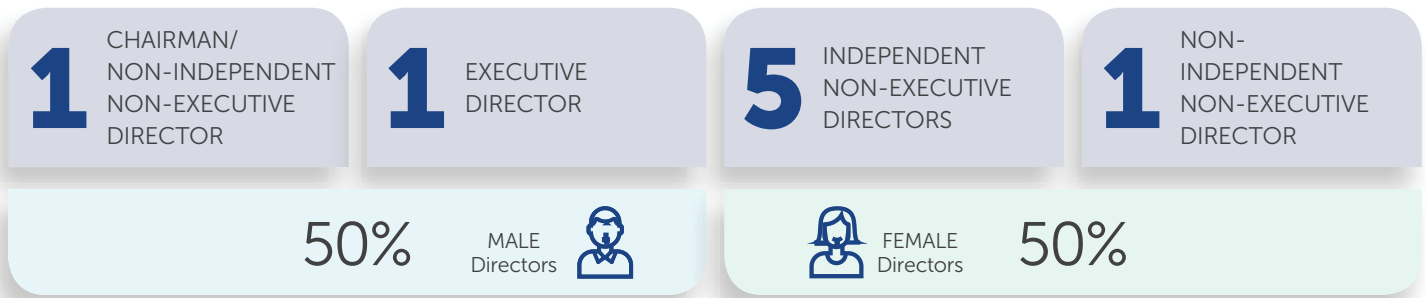 1
CHAIRMAN/
NON-INDEPENDENT
NON-EXECUTIVE
DIRECTOR
1
EXECUTIVE
DIRECTOR
5
INDEPENDENT
NON-EXECUTIVE
DIRECTORS
1
NON-
INDEPENDENT
NON-EXECUTIVE
DIRECTOR
50%
MALE
Directors
FEMALE
Directors
50%